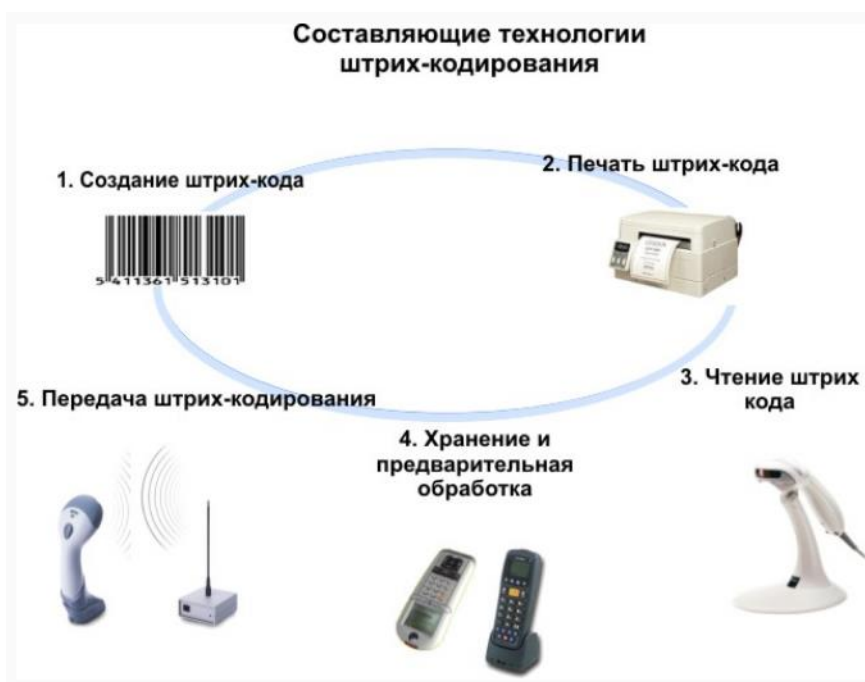 Составляющие технологии
штрих-кодирования
1. Создание штрих-кода
2. Печать штрих-кода
5 411361 513101
3. Чтение штрих
кода
5. Передача штрих-кодирования
4. Хранение и
предварительная
обработка